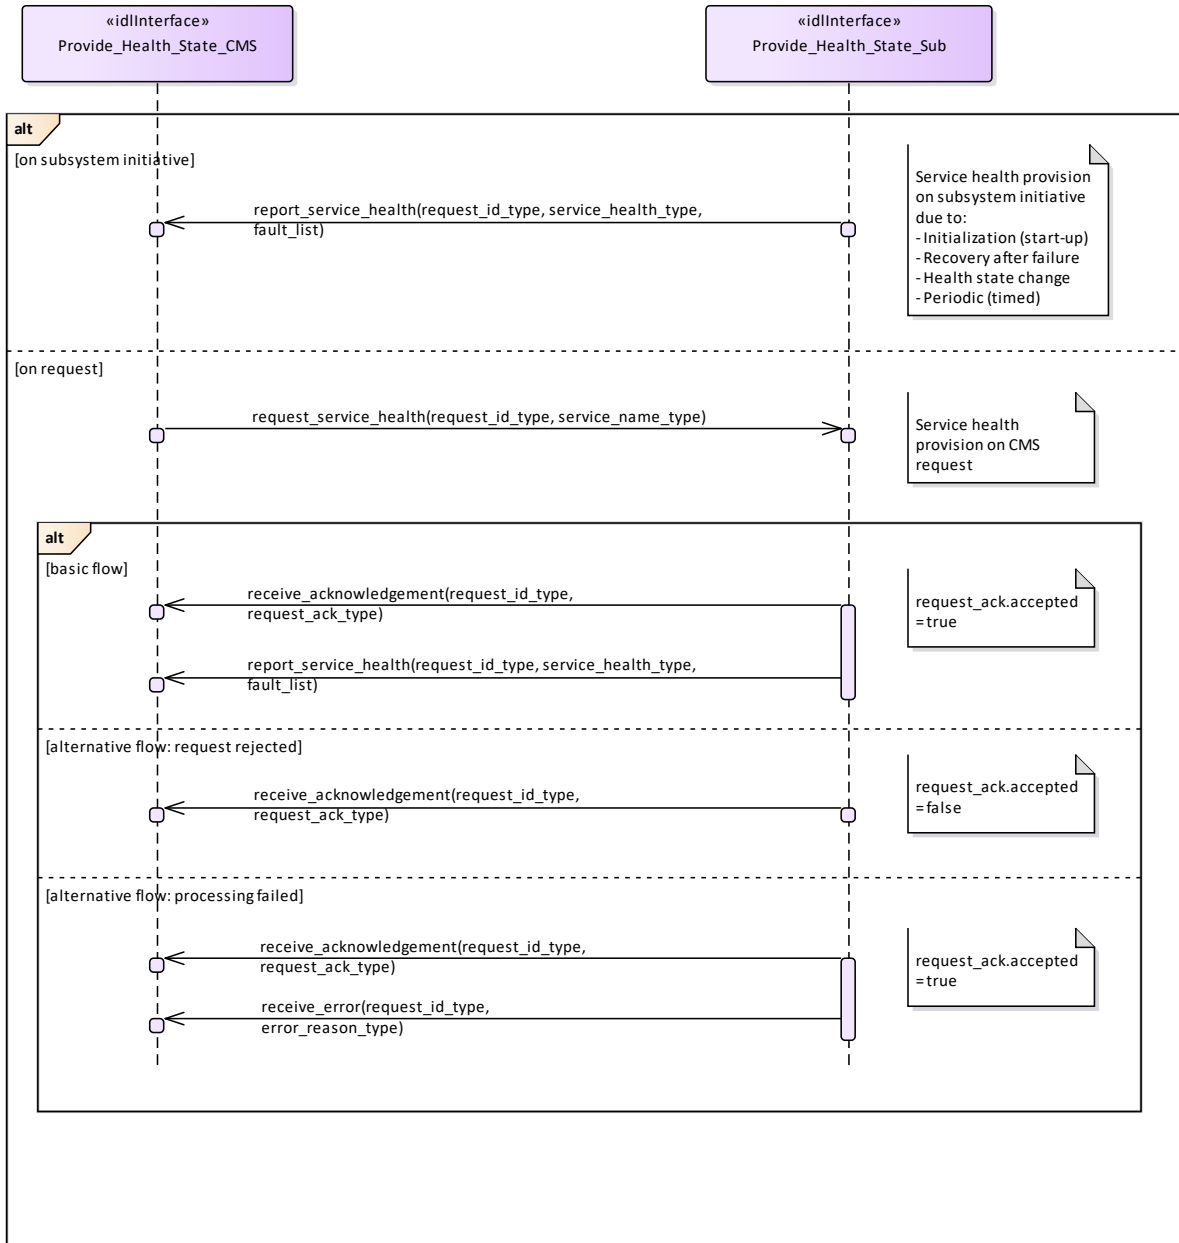 «idlInterface»
Provide_Health_State_CMS
«idlInterface»
Provide_Health_State_Sub
alt
[on subsystem initiative]
report_service_health(request_id_type, service_health_type,
fault_list)
Service health provision
on subsystem initiative
due to:
- Initialization (start-up)
- Recovery after failure
- Health state change
- Periodic (timed)
[on request]
request_service_health(request_id_type, service_name_type)
Service health
provision on CMS
request
alt
[basic flow]
receive_acknowledgement(request_id_type,
request_ack_type)
request_ack.accepted
=true
report_service_health(request_id_type, service_health_type,
fault_list)
[alternative flow: request rejected]
receive_acknowledgement(request_id_type,
request_ack_type)
request_ack.accepted
=false
[alternative flow: processing failed]
receive_acknowledgement(request_id_type,
request_ack_type)
request_ack.accepted
=true
receive_error(request_id_type,
error_reason_type)